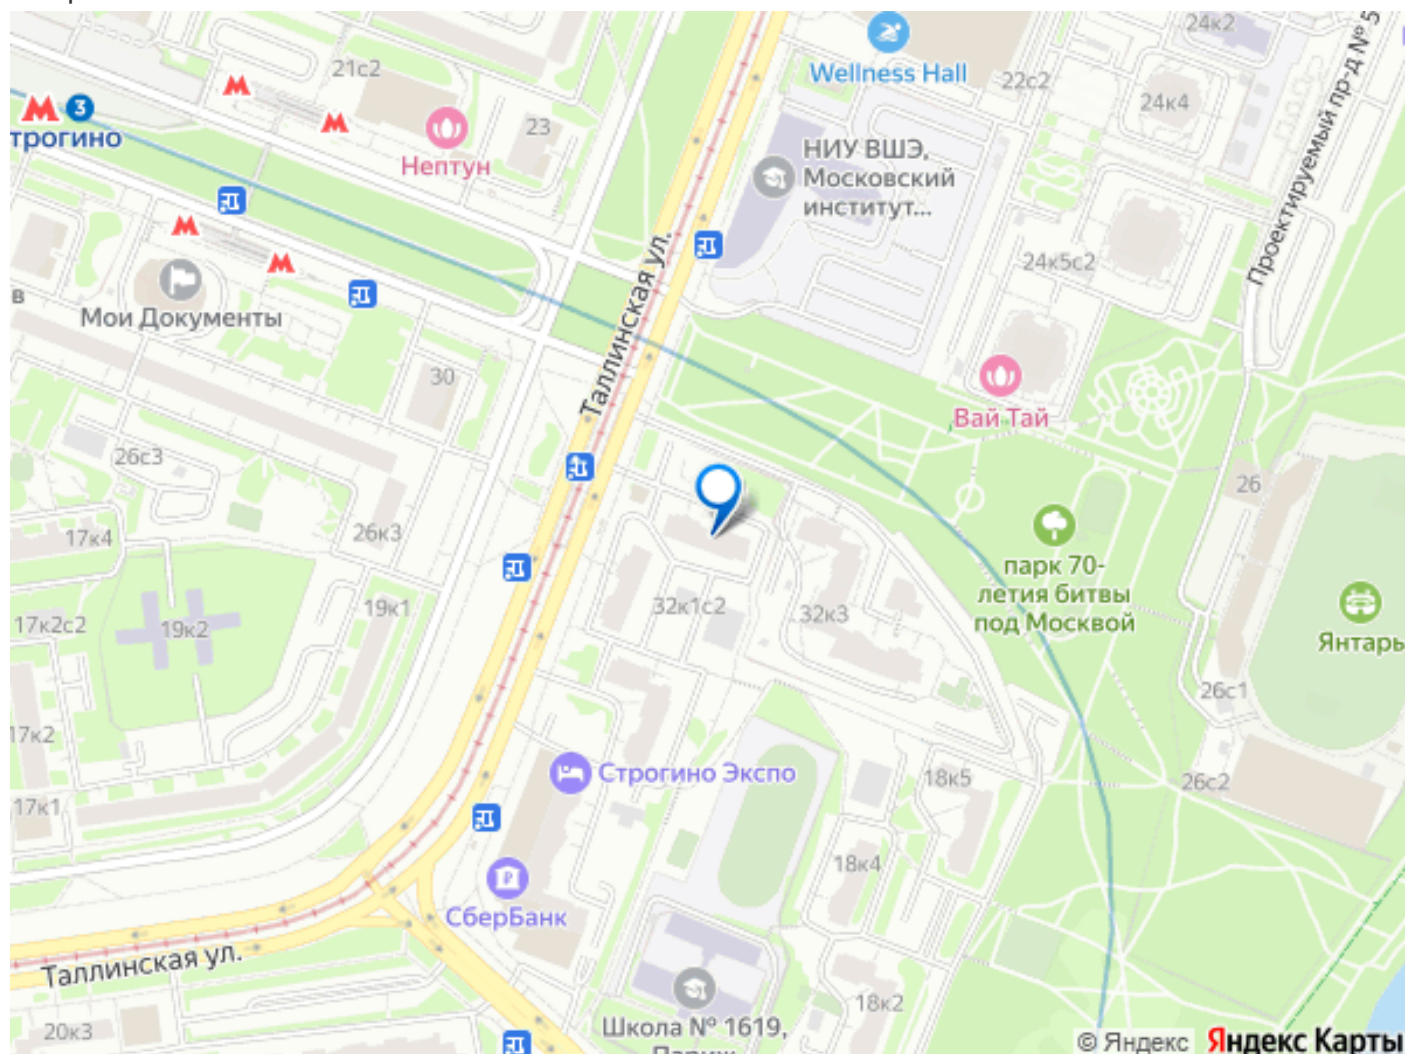 24к2
21с2
Wellness Hall
22с2
24к4
Проектируемый пр-д № 5
3
трогино
23
Нептун
НИУ ВШЭ,
Московский
институт...
24к5с2
Таллинская ул.
в
Мои Документы
30
Вай Тай
26с3
26
17к4
26к3
парк 70-
летия битвы
под Москвой
19к1
32к1с2
32к3
17к2с2
19к2
Янтарь
26с1
17к2
Строгино Экспо
18к5
26с2
17к1
18к4
СберБанк
Таллинская ул.
18к2
20к3
Школа № 1619,
© Яндекс Яндекс Карты